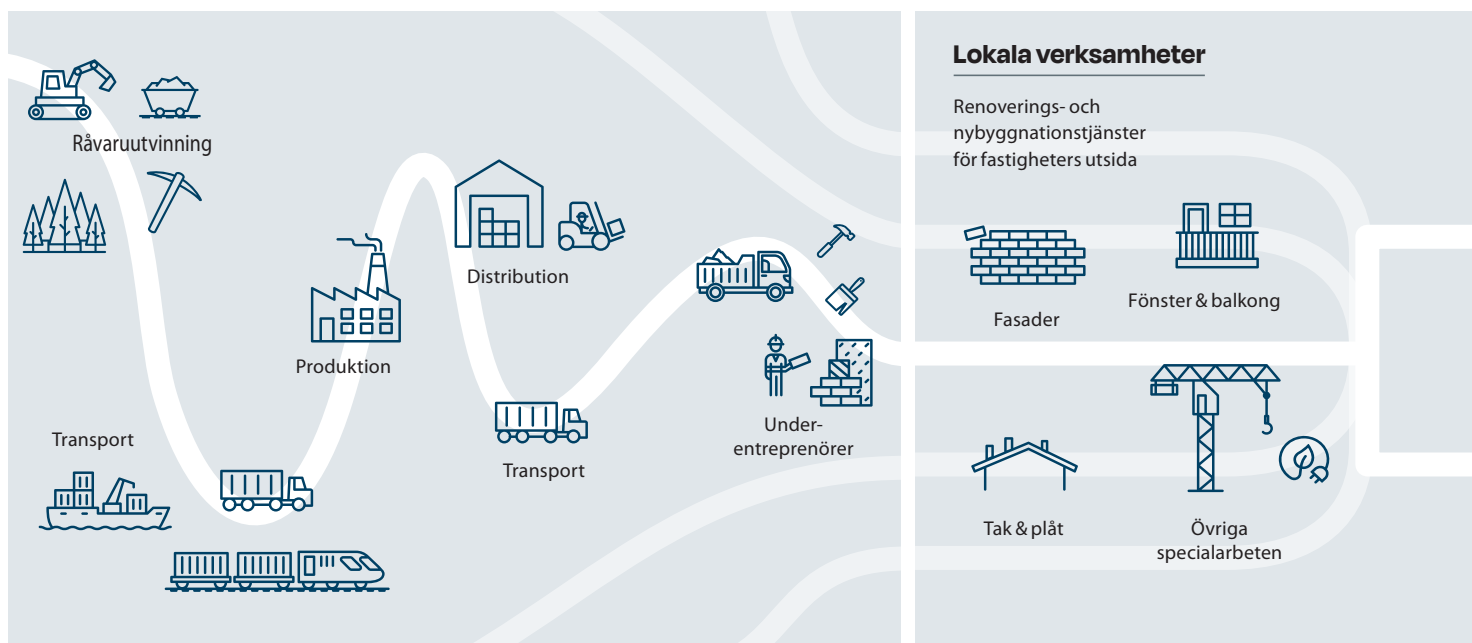 Råvaruutvinning
Transport
Produktion
Distribution
Transport
Under-
entreprenörer
Lokala verksamheter
Renoverings- och
nybyggnationstjänster
för fastigheters utsida
Fasader
Fönster & balkong
Tak & plåt
Övriga
specialarbeten